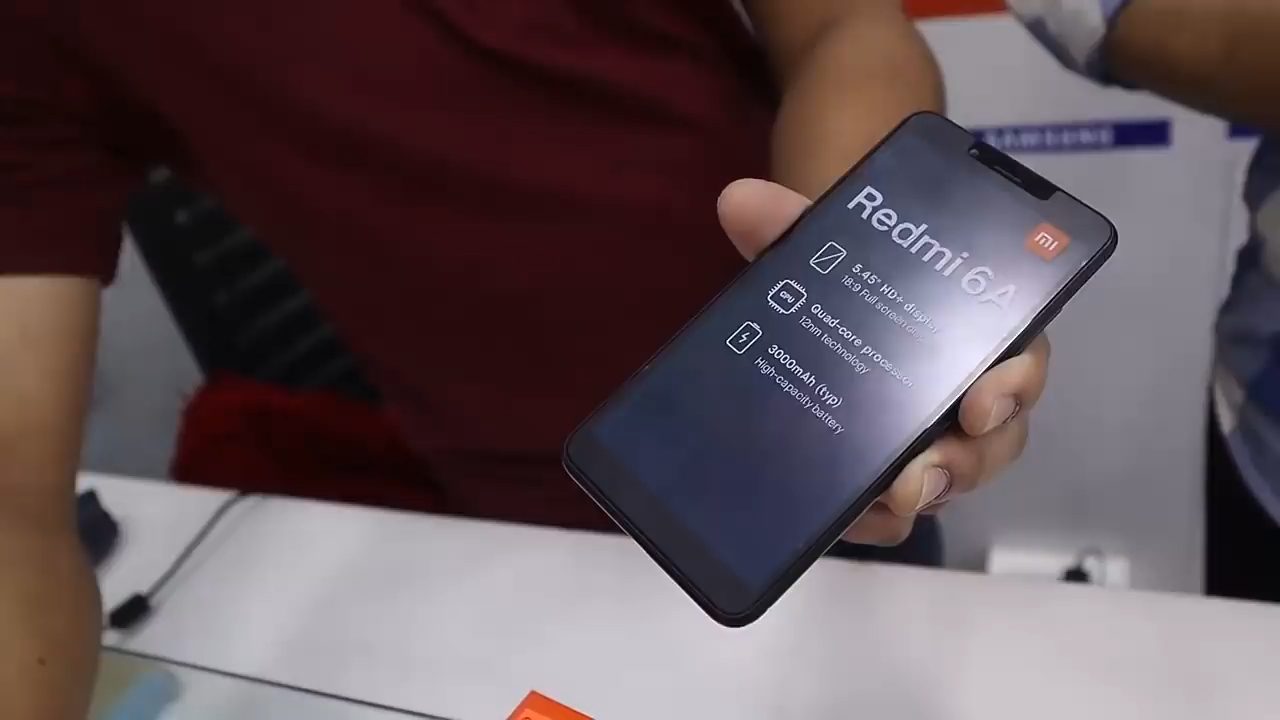 SAMSUNG
Redmi 6A
5.45" HD+ display
18:9 Full screen
CPU
Quad-core processor
12nm technology
3000mAh (typ)
High-capacity battery